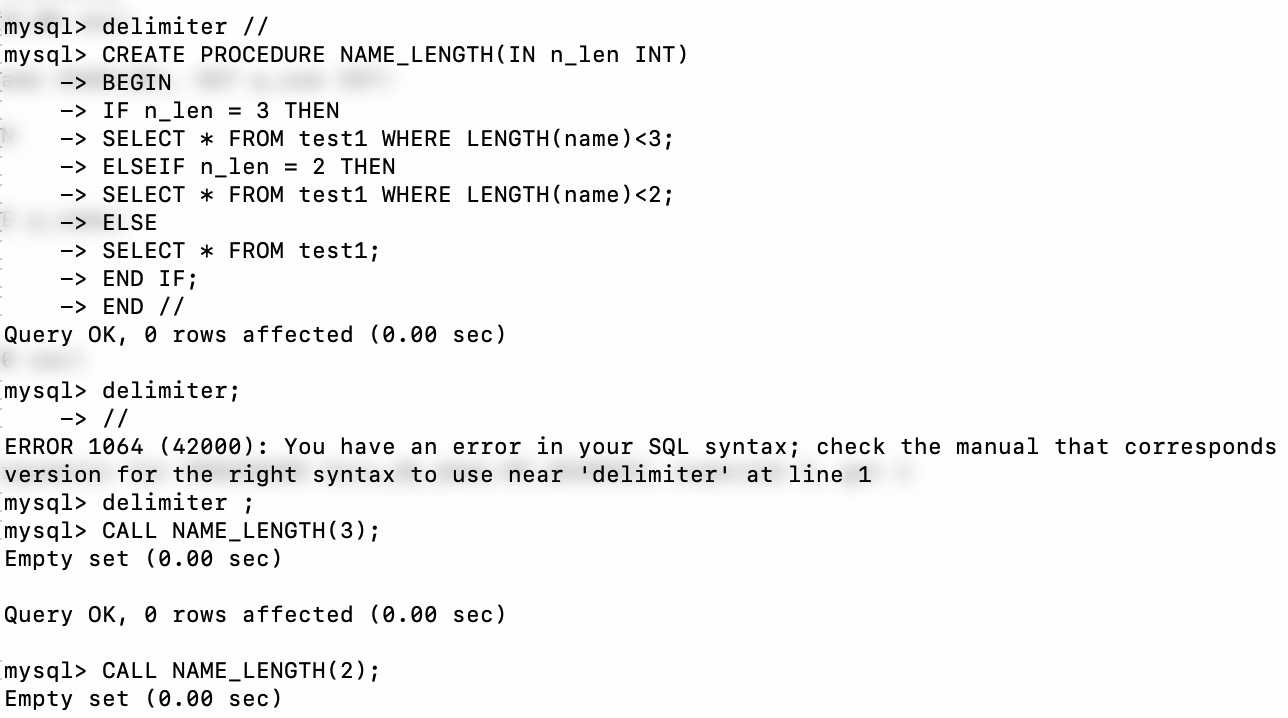 mysql> delimiter //
mysql> CREATE PROCEDURE NAME_LENGTH(IN n_len INT)
    -> BEGIN
    -> IF n_len = 3 THEN
    -> SELECT * FROM test1 WHERE LENGTH(name)<3;
    -> ELSEIF n_len = 2 THEN
    -> SELECT * FROM test1 WHERE LENGTH(name)<2;
    -> ELSE
    -> SELECT * FROM test1;
    -> END IF;
    -> END //
Query OK, 0 rows affected (0.00 sec)
mysql> delimiter;
    -> //
ERROR 1064 (42000): You have an error in your SQL syntax; check the manual that corresponds
version for the right syntax to use near 'delimiter' at line 1
mysql> delimiter ;
mysql> CALL NAME_LENGTH(3);
Empty set (0.00 sec)
Query OK, 0 rows affected (0.00 sec)
mysql> CALL NAME_LENGTH(2);
Empty set (0.00 sec)